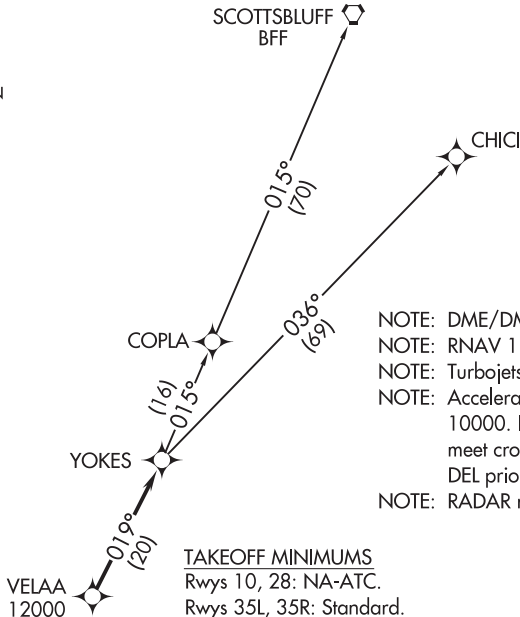 SCOTTSBLUFF
BFF
N
CHICI
015°
(70)
036°
(69)
COPLA
(16)
015°
YOKES
019°
(20)
VELAA
12000
NOTE: DME/DM
NOTE: RNAV 1
NOTE: Turbojets
NOTE: Accelera
10000.
meet cro
DEL prio
NOTE: RADAR
TAKEOFF MINIMUMS
Rwys 10, 28: NA-ATC.
Rwys 35L, 35R: Standard.